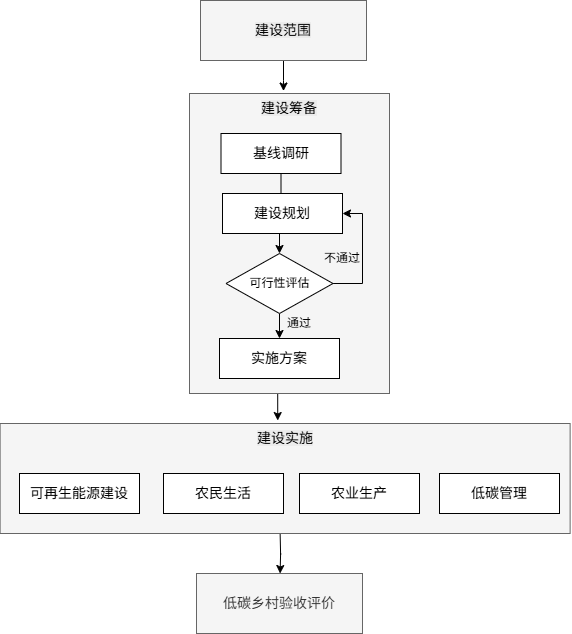 建设范围
建设筹备
基线调研
建设规划
不通过
可行性评估
通过
实施方案
建设实施
可再生能源建设
农民生活
农业生产
低碳管理
低碳乡村验收评价